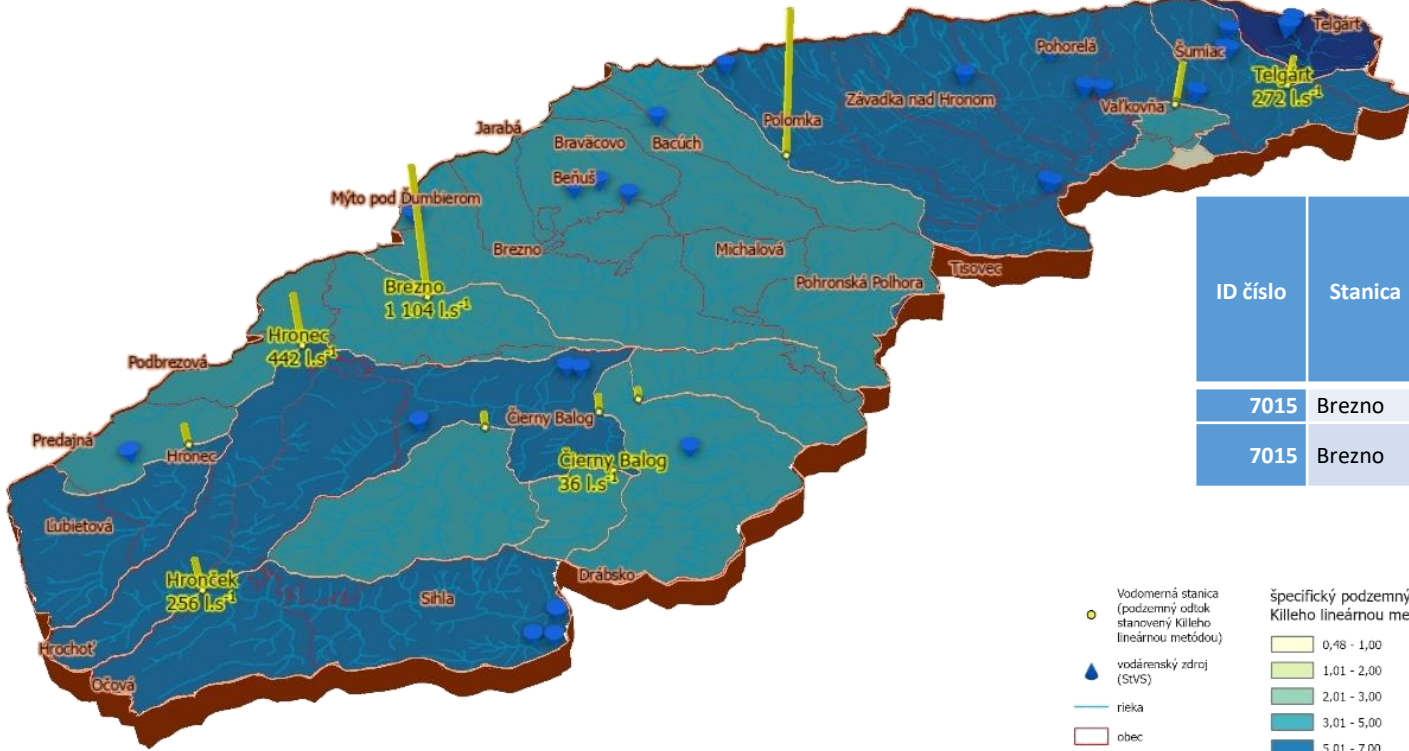 Telgárt
Pohorelá
Šumiac
Telgárt
272 l.s⁻¹
Závadka nad Hronom
Vaľkovňa
Polomka
Jarabá
Braväcovo
Bacúch
Beňuš
Mýto pod Ďumbierom
Brezno
Michalová
Tisovec
Pohronská Polhora
Brezno
1 104 l.s⁻¹
Hronec
442 l.s⁻¹
Podbrezová
Čierny Balog
Predajná
Hronec
Čierny Balog
36 l.s⁻¹
Ľubietová
Drábsko
Hronček
256 l.s⁻¹
Sihla
Hrochoť
Očová
ID číslo Stanica
7015 Brezno
7015 Brezno
Vodomerná stanica
(podzemný odtok
stanovený Killeho
lineárnou metódou)
vodárenský zdroj
(StVS)
rieka
obec
špecifický podzemný
Killeho lineárnou me
0,48 - 1,00
1,01 - 2,00
2,01 - 3,00
3,01 - 5,00
5,01 - 7,00